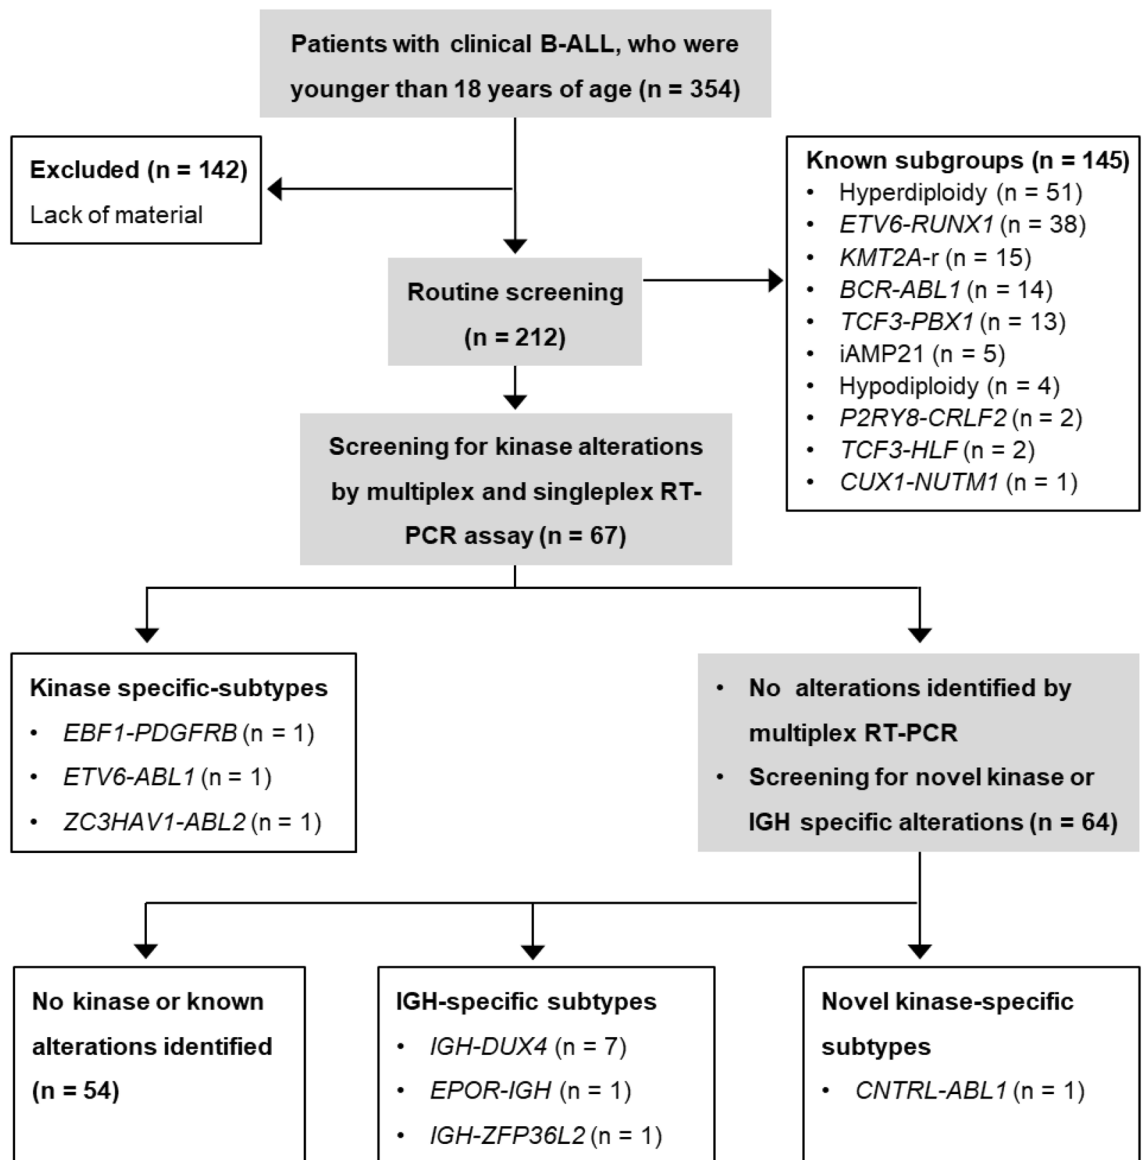 Patients with clinical B-ALL, who were
younger than 18 years of age (n = 354)
Excluded (n = 142)
Lack of material
Known subgroups (n = 145)
• Hyperdiploidy (n = 51)
• ETV6-RUNX1 (n = 38)
• KMT2A-r (n = 15)
• BCR-ABL1 (n = 14)
• TCF3-PBX1 (n = 13)
• iAMP21 (n = 5)
• Hypodiploidy (n = 4)
• P2RY8-CRLF2 (n = 2)
• TCF3-HLF (n = 2)
• CUX1-NUTM1 (n = 1)
Routine screening
(n = 212)
Screening for kinase alterations
by multiplex and singleplex RT-
PCR assay (n = 67)
Kinase specific-subtypes
• EBF1-PDGFRB (n = 1)
• ETV6-ABL1 (n = 1)
• ZC3HAV1-ABL2 (n = 1)
• No alterations identified by
multiplex RT-PCR
• Screening for novel kinase or
IGH specific alterations (n = 64)
No kinase or known
alterations identified
(n = 54)
IGH-specific subtypes
• IGH-DUX4 (n = 7)
• EPOR-IGH (n = 1)
• IGH-ZFP36L2 (n = 1)
Novel kinase-specific
subtypes
• CNTRL-ABL1 (n = 1)